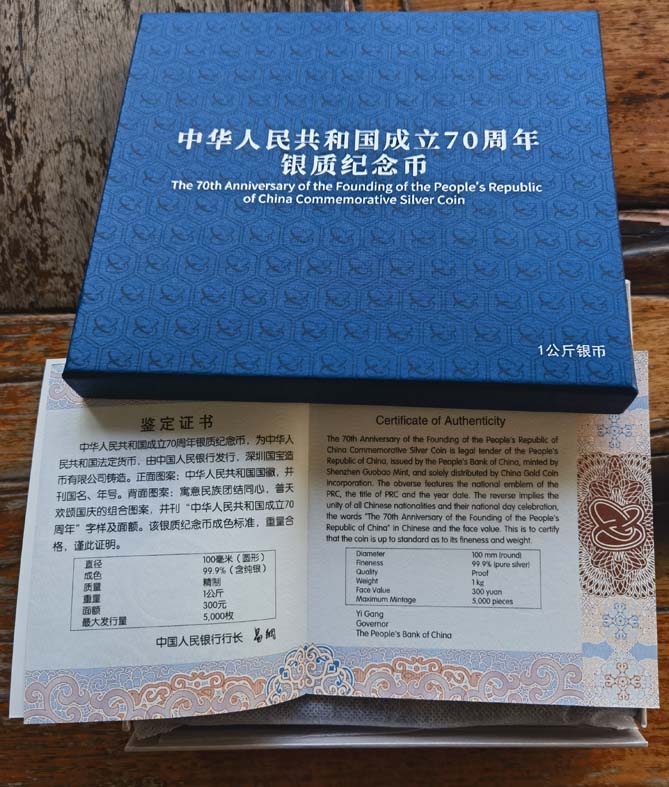 中华人民共和国成立70周年
银质纪念币
The 70th Anniversary of the Founding of the People's Republic
of China Commemorative Silver Coin
1公斤银币
鉴定证书
中华人民共和国成立70周年银质纪念币，为中华人
民共和国法定货币，由中国人民银行发行，深圳国宝造
币有限公司铸造。正面图案：中华人民共和国国徽，并
刊国名、年号。背面图案：寓意民族团结同心，普天
欢颂国庆的组合图案，并刊“中华人民共和国成立70
周年”字样及面额。该银质纪念币成色标准，重量合
格，谨此证明。
直径 100毫米（圆形）
成色 99.9%（含纯银）
质量 精制
重量 1公斤
面额 300元
最大发行量 5,000枚
中国人民银行行长 易纲
Certificate of Authenticity
The 70th Anniversary of the Founding of the People's Republic of
China Commemorative Silver Coin is legal tender of the People's
Republic of China, issued by the People's Bank of China, minted by
Shenzhen Guobao Mint, and solely distributed by China Gold Coin
Incorporation. The obverse features the national emblem of the
PRC, the title of PRC and the year date. The reverse implies the
unity of all Chinese nationalities and their national day celebration,
the words "The 70th Anniversary of the Founding of the People's
Republic of China" in Chinese and the face value. This is to certify
that the coin is up to standard as to its fineness and weight.
Diameter 100 mm (round)
Fineness 99.9% (pure silver)
Quality Proof
Weight 1 kg
Face Value 300 yuan
Maximum Mintage 5,000 pieces
Yi Gang
Governor
The People's Bank of China